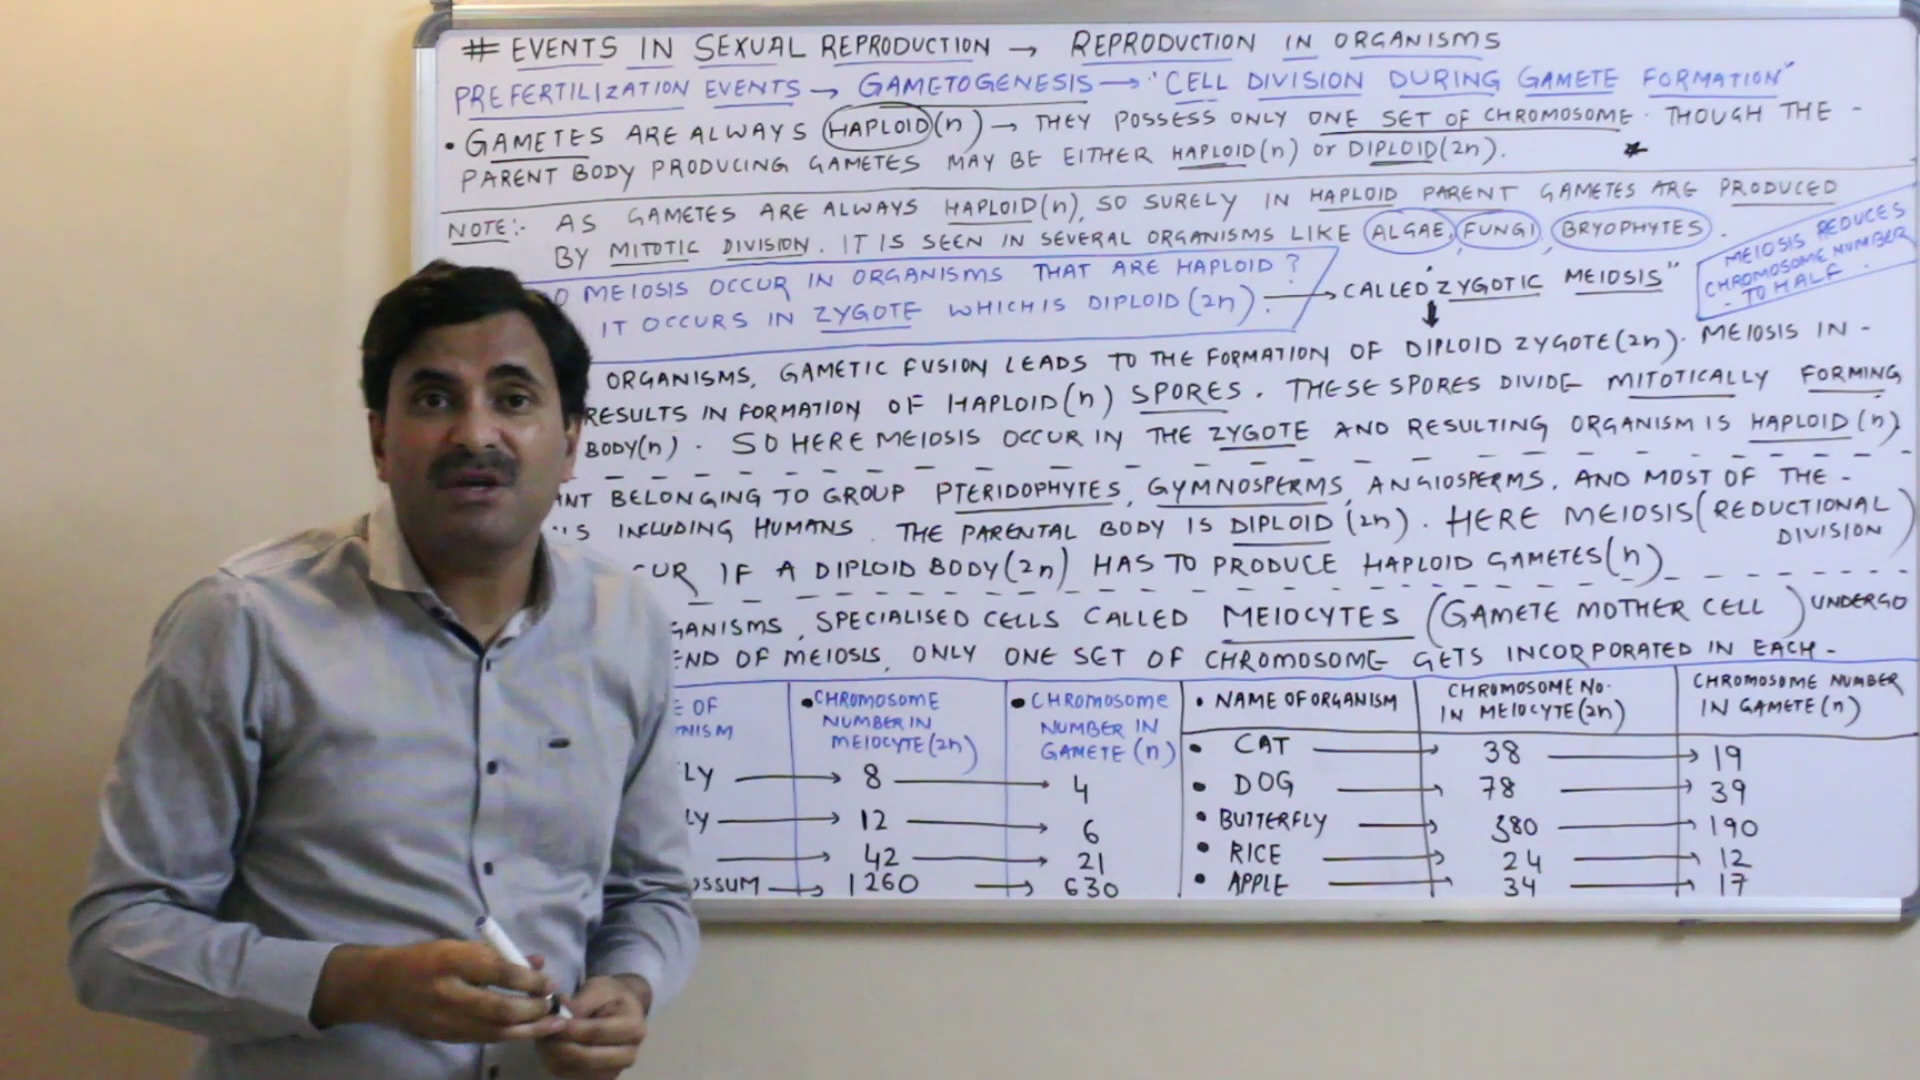 # EVENTS IN SEXUAL REPRODUCTION → REPRODUCTION IN ORGANISMS
PREFERTILIZATION EVENTS → GAMETOGENESIS → "CELL DIVISION DURING GAMETE FORMATION"
• GAMETES ARE ALWAYS HAPLOID (n) → THEY POSSESS ONLY ONE SET OF CHROMOSOME. THOUGH THE -
PARENT BODY PRODUCING GAMETES MAY BE EITHER HAPLOID(n) or DIPLOID(2n).
NOTE:- AS GAMETES ARE ALWAYS HAPLOID(n), SO SURELY IN HAPLOID PARENT GAMETES ARE PRODUCED
BY MITOTIC DIVISION. IT IS SEEN IN SEVERAL ORGANISMS LIKE ALGAE, FUNGI, BRYOPHYTES.
MEIOSIS OCCUR IN ORGANISMS THAT ARE HAPLOID?
IT OCCURS IN ZYGOTE WHICH IS DIPLOID (2n). → CALLED "ZYGOTIC MEIOSIS"
MEIOSIS REDUCES
CHROMOSOME NUMBER
- TO HALF.
ORGANISMS, GAMETIC FUSION LEADS TO THE FORMATION OF DIPLOID ZYGOTE(2n). MEIOSIS IN -
RESULTS IN FORMATION OF HAPLOID(n) SPORES. THESE SPORES DIVIDE MITOTICALLY FORMING
BODY(n). SO HERE MEIOSIS OCCUR IN THE ZYGOTE AND RESULTING ORGANISM IS HAPLOID (n)
BELONGING TO GROUP PTERIDOPHYTES, GYMNOSPERMS, ANGIOSPERMS, AND MOST OF THE -
INCLUDING HUMANS. THE PARENTAL BODY IS DIPLOID (2n). HERE MEIOSIS (REDUCTIONAL DIVISION)
IF A DIPLOID BODY(2n) HAS TO PRODUCE HAPLOID GAMETES(n)
SPECIALISED CELLS CALLED MEIOCYTES (GAMETE MOTHER CELL) UNDERGO
END OF MEIOSIS, ONLY ONE SET OF CHROMOSOME GETS INCORPORATED IN EACH -
OF • CHROMOSOME NUMBER IN MEIOCYTE(2n) • CHROMOSOME NUMBER IN GAMETE (n)
→ 8 → 4
→ 12 → 6
→ 42 → 21
→ 1260 → 630
• NAME OF ORGANISM CHROMOSOME NO. IN MEIOCYTE(2n) CHROMOSOME NUMBER IN GAMETE(n)
• CAT → 38 → 19
• DOG → 78 → 39
• BUTTERFLY → 380 → 190
• RICE → 24 → 12
• APPLE → 34 → 17